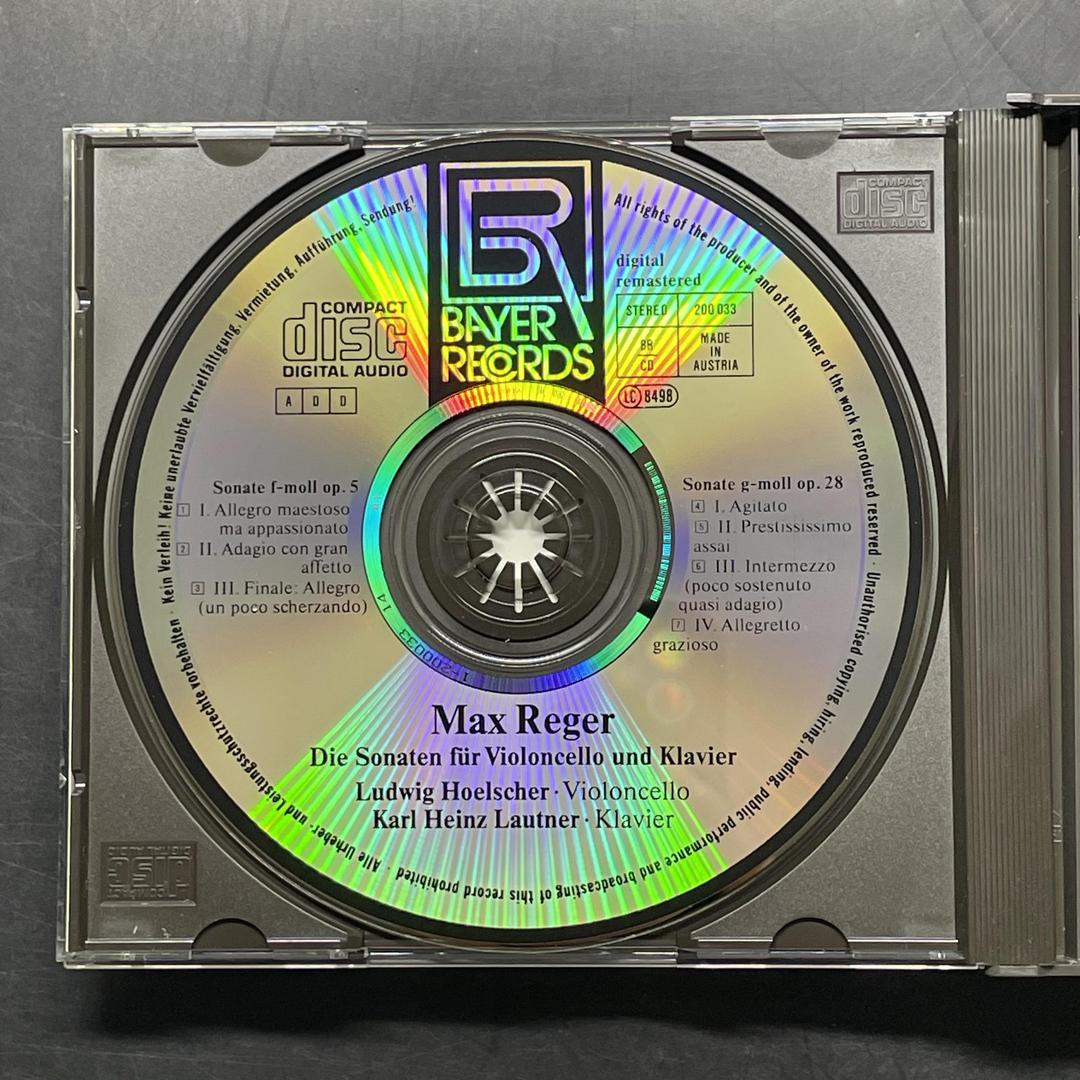 Alle Urheber- und Leistungsschutzrechte vorbehalten · Kein Verleih! Keine unerlaubte Vervielfältigung, Vermietung, Aufführung, Sendung!
All rights of the producer and of the owner of the work reproduced reserved · Unauthorised copying, hiring, lending, public performance and broadcasting of this record prohibited ·
COMPACT
disc
DIGITAL AUDIO
A D D
BR
BAYER
RECORDS
digital
remastered
STEREO 200 033
88
CD
MADE
IN
AUSTRIA
LC 8498
COMPACT
disc
DIGITAL AUDIO
Sonate f-moll op. 5
1 I. Allegro maestoso
ma appassionato
2 II. Adagio con gran
affetto
3 III. Finale: Allegro
(un poco scherzando)
Sonate g-moll op. 28
4 I. Agitato
5 II. Prestississimo
assai
6 III. Intermezzo
(poco sostenuto
quasi adagio)
7 IV. Allegretto
grazioso
1-200033 14
Max Reger
Die Sonaten für Violoncello und Klavier
Ludwig Hoelscher · Violoncello
Karl Heinz Lautner · Klavier
disc